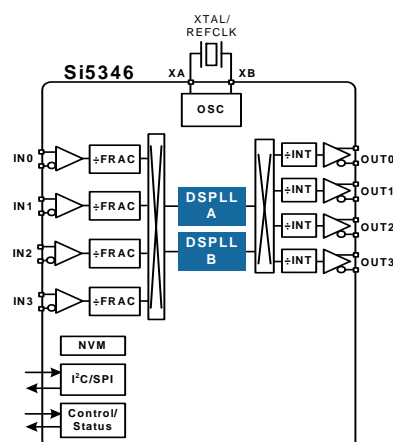 XTAL/
REFCLK
Si5346
XA
XB
OSC
IN0
÷FRAC
÷INT
OUT0
IN1
÷FRAC
DSPLL
A
÷INT
OUT1
IN2
÷FRAC
DSPLL
B
÷INT
OUT2
IN3
÷FRAC
÷INT
OUT3
NVM
I²C/SPI
Control/
Status